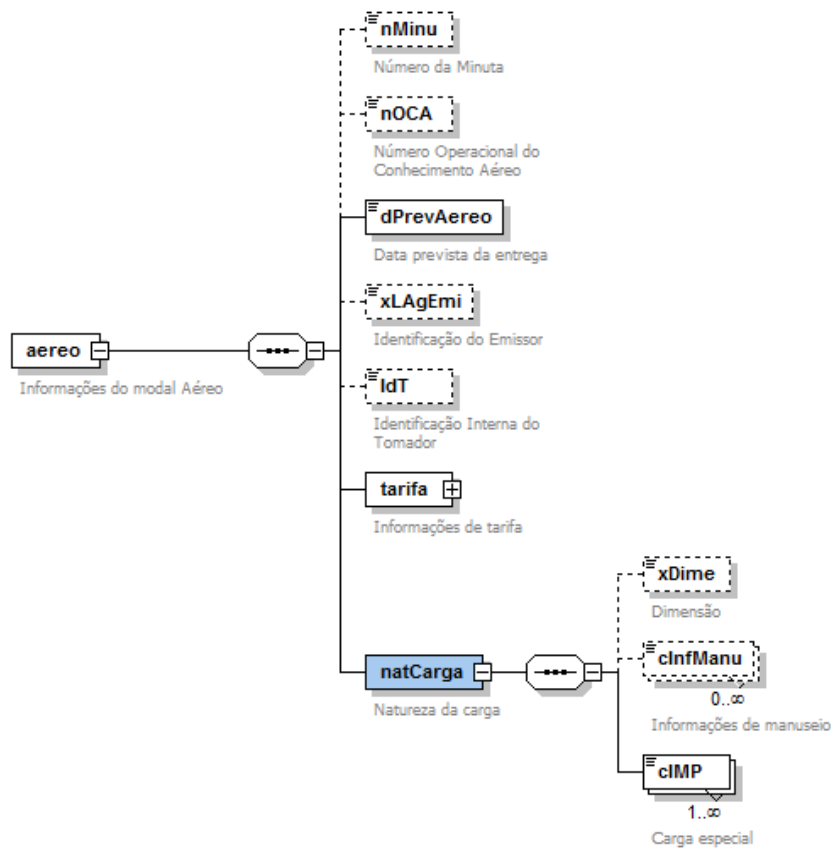 nMinu
Número da Minuta
nOCA
Número Operacional do
Conhecimento Aéreo
dPrevAereo
Data prevista da entrega
xLAgEmi
Identificação do Emissor
aereo
Informações do modal Aéreo
IdT
Identificação Interna do
Tomador
tarifa
Informações de tarifa
natCarga
Natureza da carga
xDime
Dimensão
cInfManu
0..∞
Informações de manuseio
cIMP
1..∞
Carga especial